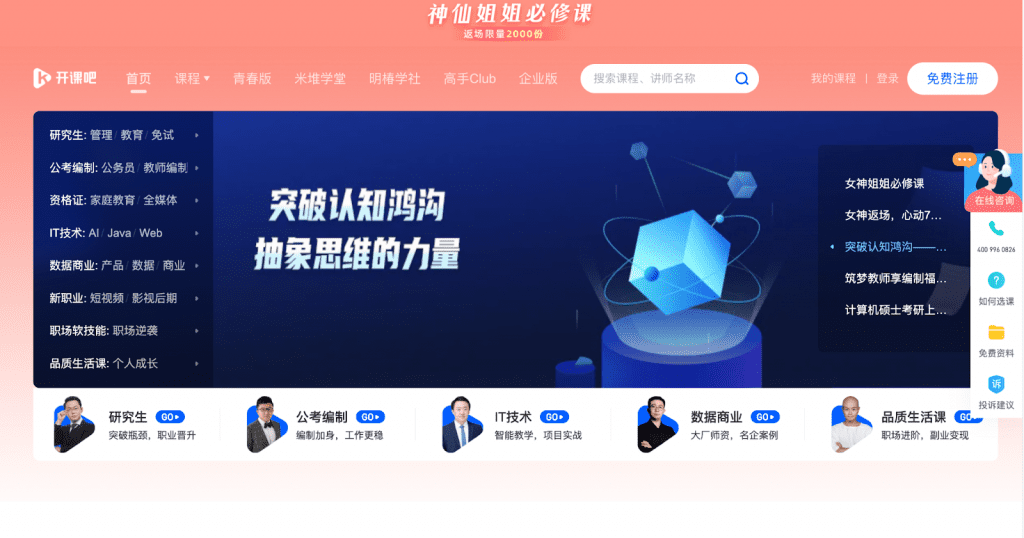 神仙姐姐必修课
返场限量2000份
开课吧 首页 课程 青春版 米堆学堂 明椿学社 高手Club 企业版 搜索课程、讲师名称 我的课程 | 登录 免费注册
研究生: 管理 / 教育 / 免试
公考编制: 公务员 / 教师编制
资格证: 家庭教育 / 全媒体
IT技术: AI / Java / Web
数据商业: 产品 / 数据 / 商业
新职业: 短视频 / 影视后期
职场软技能: 职场逆袭
品质生活课: 个人成长
突破认知鸿沟
抽象思维的力量
女神姐姐必修课
女神返场，心动7...
突破认知鸿沟——...
筑梦教师享编制福...
计算机硕士考研上...
在线咨询
400 996 0826
如何选课
免费资料
诉
投诉建议
研究生 GO
突破瓶颈，职业晋升
公考编制 GO
编制加身，工作更稳
IT技术 GO
智能教学，项目实战
数据商业 GO
大厂师资，名企案例
品质生活课 GO
职场进阶，副业变现